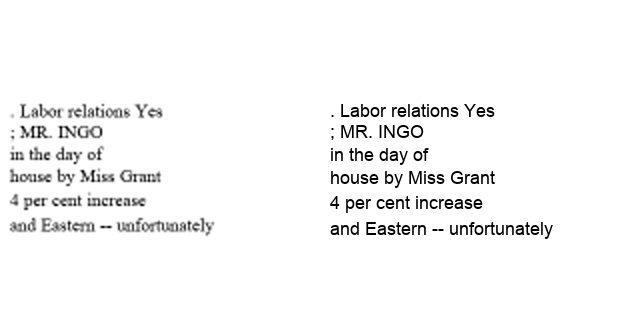 . Labor relations Yes
; MR. INGO
in the day of
house by Miss Grant
4 per cent increase
and Eastern -- unfortunately
. Labor relations Yes
; MR. INGO
in the day of
house by Miss Grant
4 per cent increase
and Eastern -- unfortunately